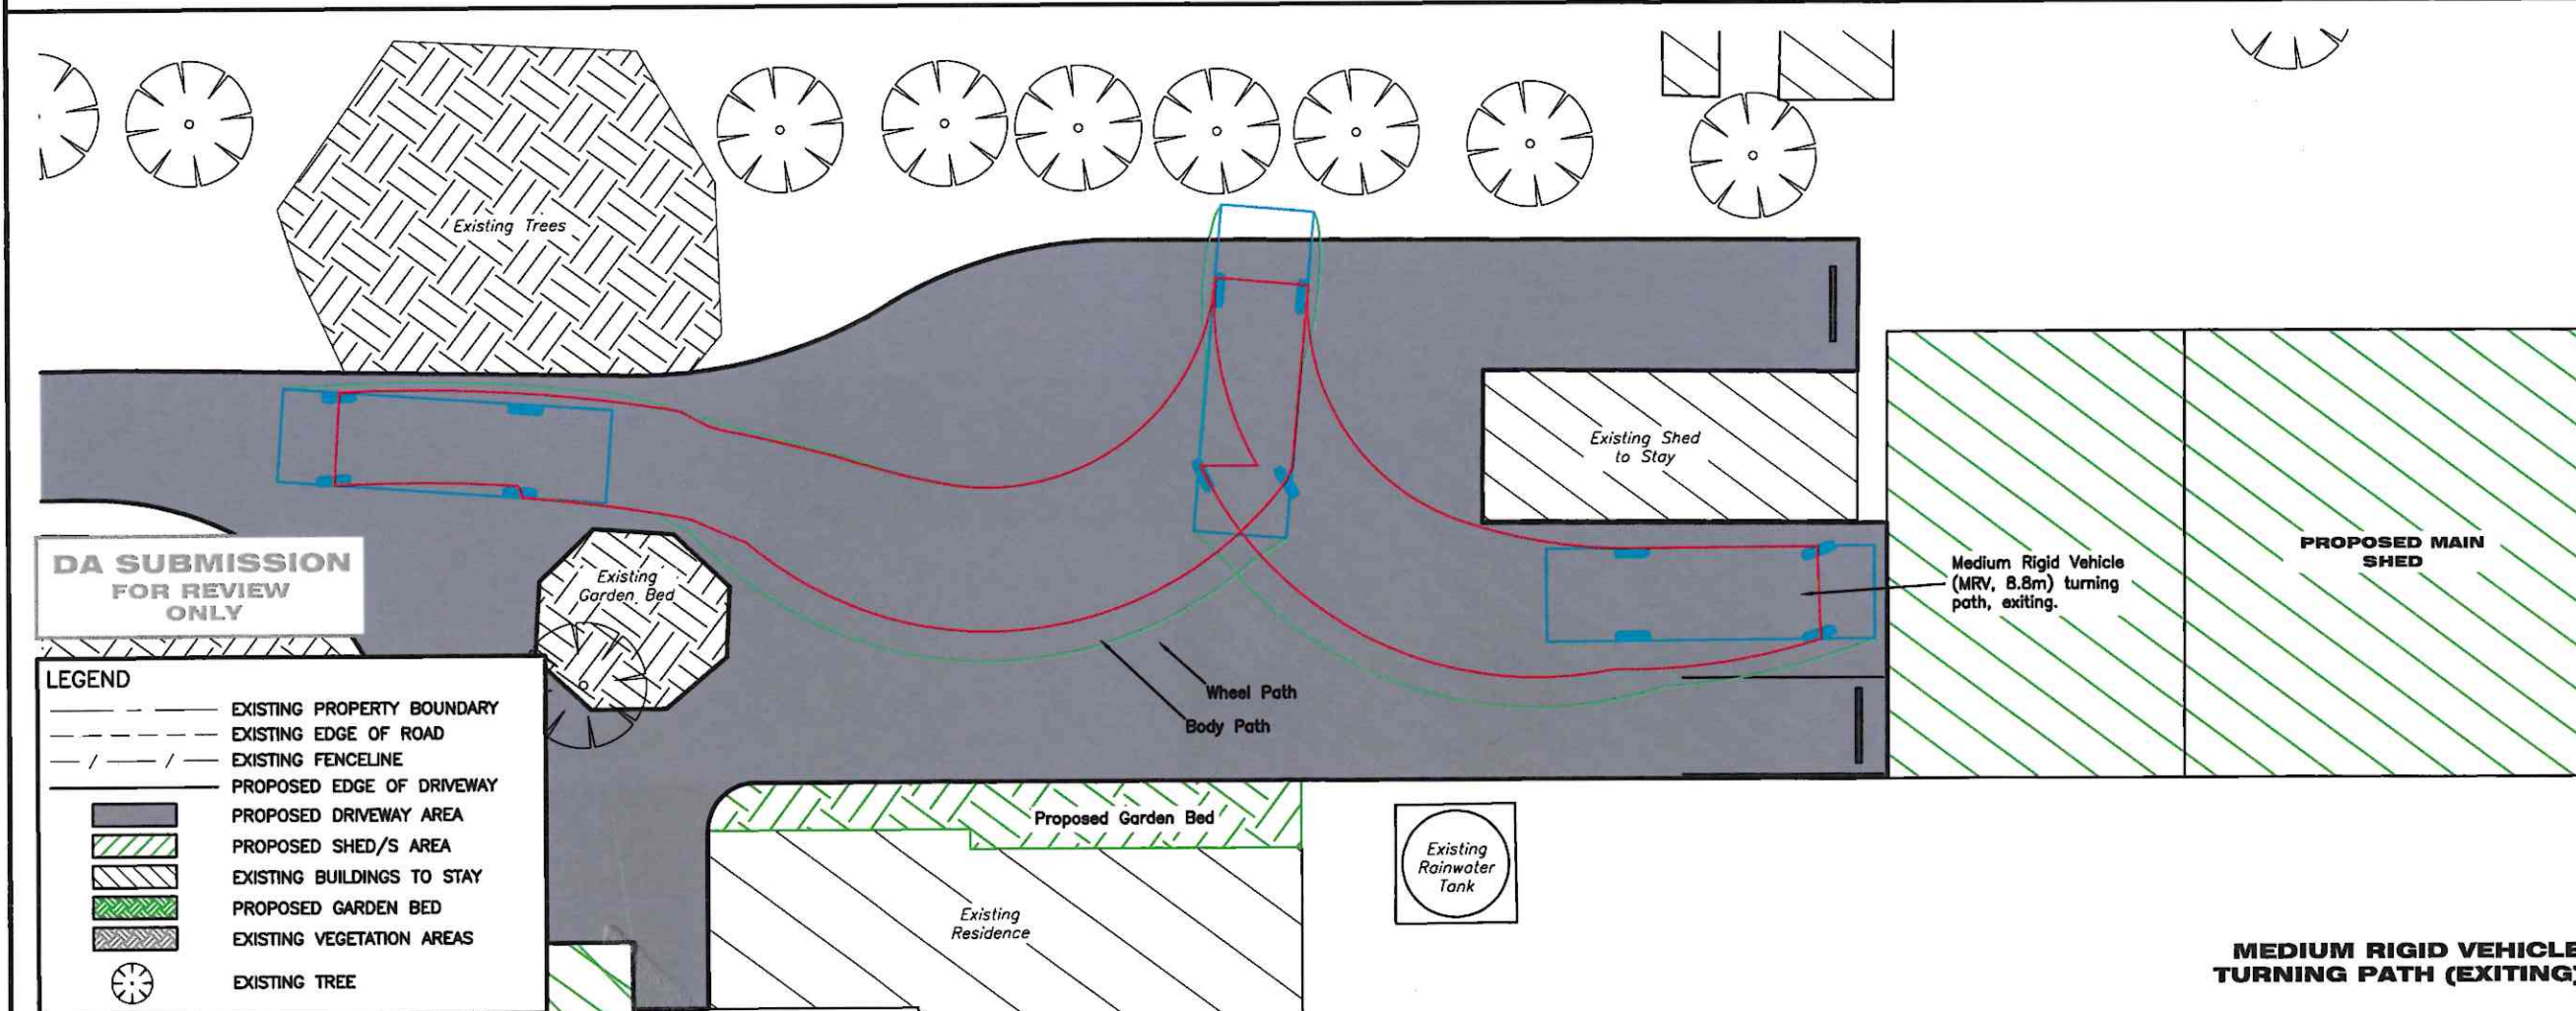 Existing Trees
Existing Shed
to Stay
PROPOSED MAIN
SHED
Medium Rigid Vehicle
(MRV, 8.8m) turning
path, exiting.
DA SUBMISSION
FOR REVIEW
ONLY
Existing
Garden Bed
Wheel Path
Body Path
LEGEND
EXISTING PROPERTY BOUNDARY
EXISTING EDGE OF ROAD
EXISTING FENCELINE
PROPOSED EDGE OF DRIVEWAY
PROPOSED DRIVEWAY AREA
PROPOSED SHED/S AREA
EXISTING BUILDINGS TO STAY
PROPOSED GARDEN BED
EXISTING VEGETATION AREAS
EXISTING TREE
Proposed Garden Bed
Existing
Rainwater
Tank
Existing
Residence
MEDIUM RIGID VEHICLE
TURNING PATH (EXITING)